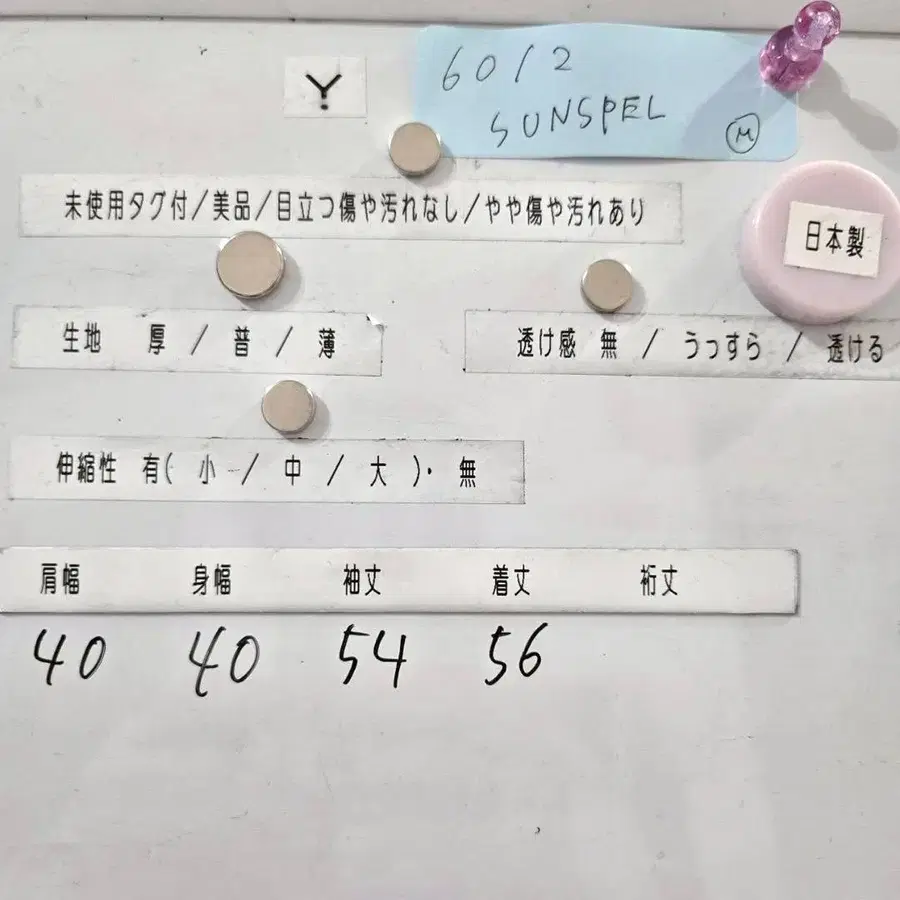 Y
6012
SUNSPEL
M
未使用タグ付/美品/目立つ傷や汚れなし/やや傷や汚れあり
日本製
生地 厚 / 普 / 薄
透け感 無 / うっすら / 透ける
伸縮性 有( 小 / 中 / 大 )・ 無
肩幅 身幅 袖丈 着丈 裄丈
40 40 54 56